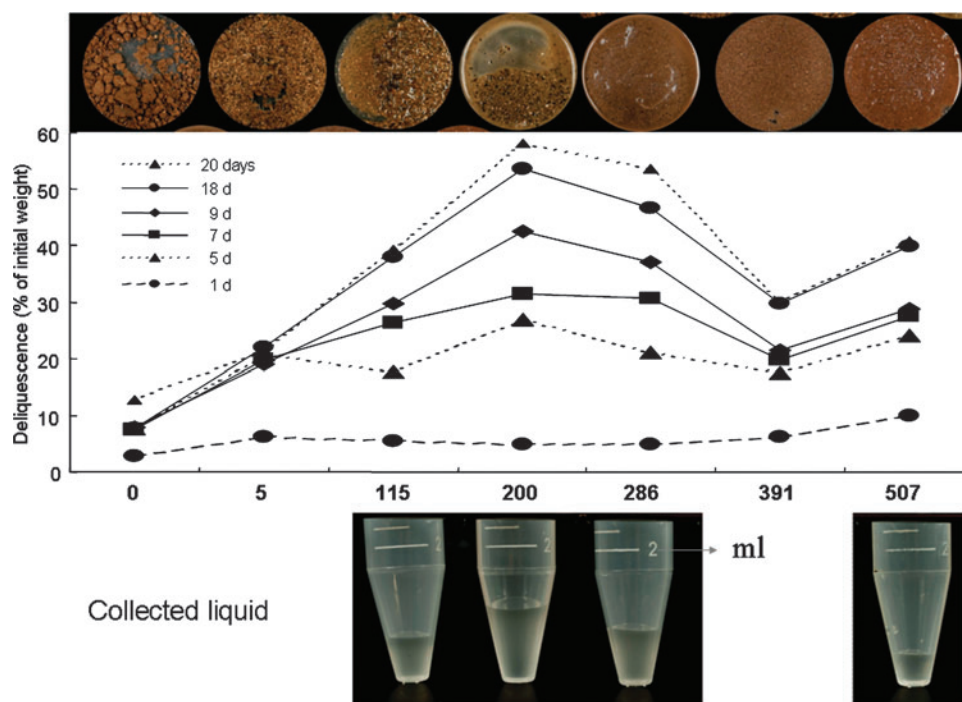 60
50
40
30
20
10
0
Deliquescence (% of initial weight)
20 days
18 d
9 d
7 d
5 d
1 d
0 5 115 200 286 391 507
2 2 2 ml 2
Collected liquid